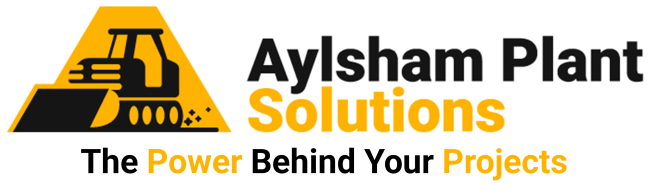 Aylsham Plant
Solutions
The Power Behind Your Projects